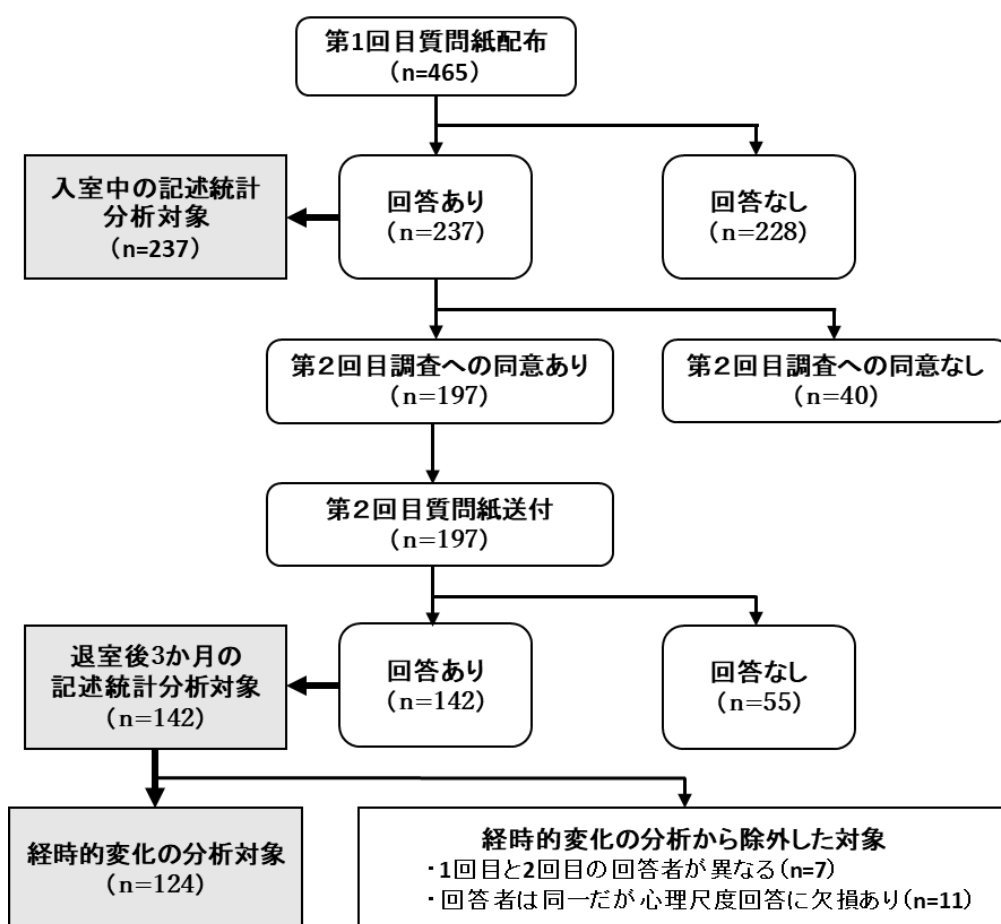 第1回目質問紙配布
(n=465)
入室中の記述統計
分析対象
(n=237)
回答あり
(n=237)
回答なし
(n=228)
第2回目調査への同意あり
(n=197)
第2回目調査への同意なし
(n=40)
第2回目質問紙送付
(n=197)
退室後3か月の
記述統計分析対象
(n=142)
回答あり
(n=142)
回答なし
(n=55)
経時的変化の分析対象
(n=124)
経時的変化の分析から除外した対象
・1回目と2回目の回答者が異なる(n=7)
・回答者は同一だが心理尺度回答に欠損あり(n=11)